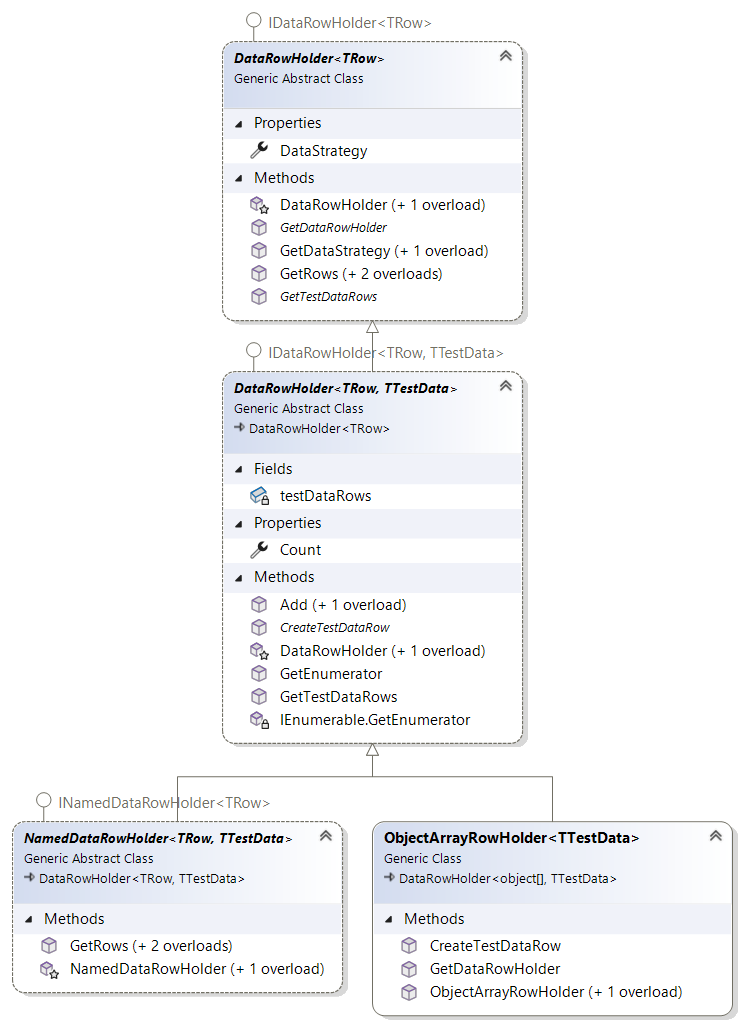 IDataRowHolder<TRow>
DataRowHolder<TRow>
Generic Abstract Class
Properties
DataStrategy
Methods
DataRowHolder (+ 1 overload)
GetDataRowHolder
GetDataStrategy (+ 1 overload)
GetRows (+ 2 overloads)
GetTestDataRows
IDataRowHolder<TRow, TTestData>
DataRowHolder<TRow, TTestData>
Generic Abstract Class
DataRowHolder<TRow>
Fields
testDataRows
Properties
Count
Methods
Add (+ 1 overload)
CreateTestDataRow
DataRowHolder (+ 1 overload)
GetEnumerator
GetTestDataRows
IEnumerable.GetEnumerator
INamedDataRowHolder<TRow>
NamedDataRowHolder<TRow, TTestData>
Generic Abstract Class
DataRowHolder<TRow, TTestData>
Methods
GetRows (+ 2 overloads)
NamedDataRowHolder (+ 1 overload)
ObjectArrayRowHolder<TTestData>
Generic Class
DataRowHolder<object[], TTestData>
Methods
CreateTestDataRow
GetDataRowHolder
ObjectArrayRowHolder (+ 1 overload)